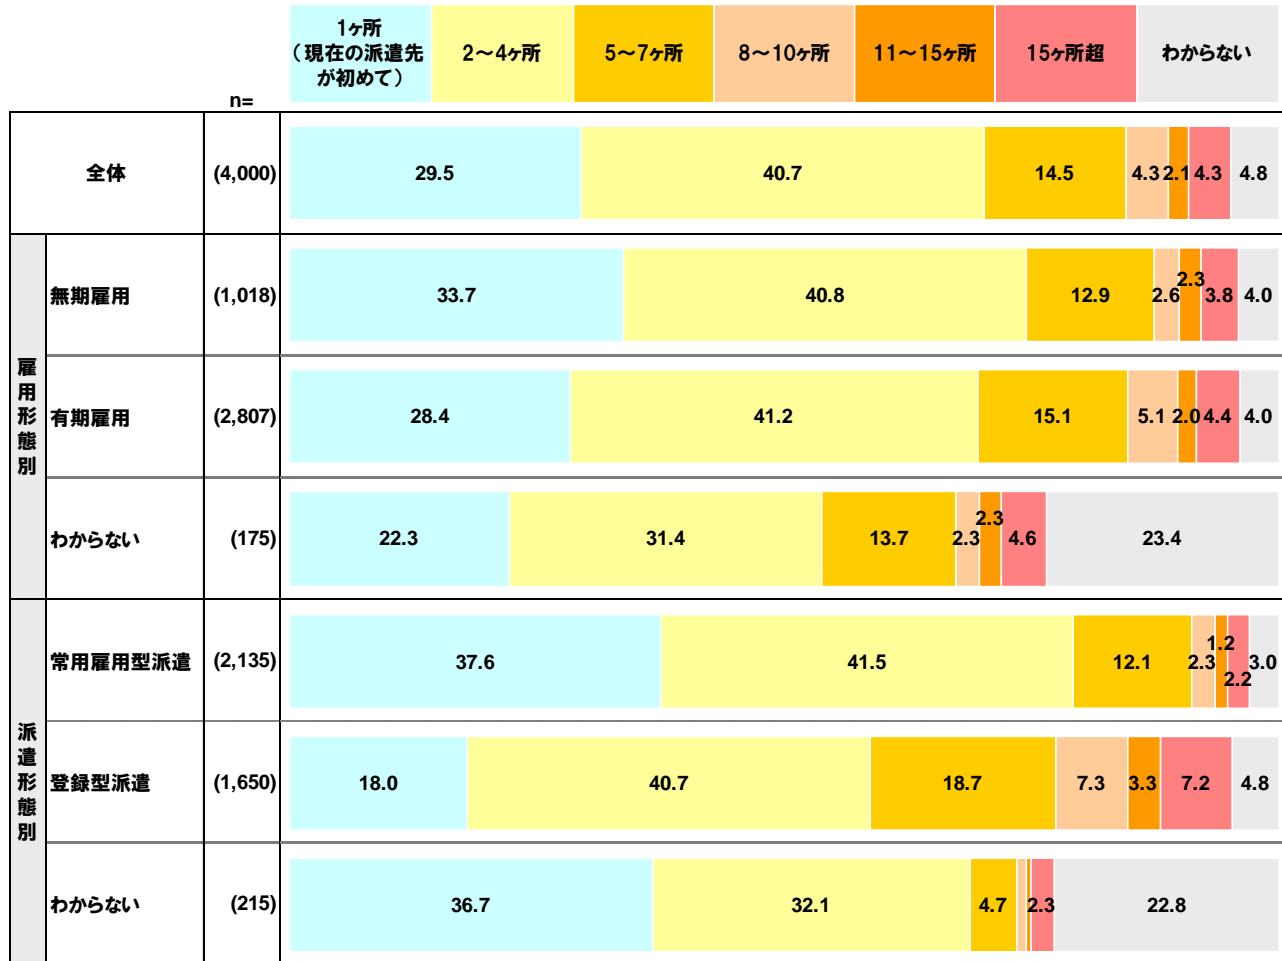 1ヶ所
(現在の派遣先
が初めて)
2～4ヶ所
5～7ヶ所
8～10ヶ所
11～15ヶ所
15ヶ所超
わからない
n=
全体 (4,000) 29.5 40.7 14.5 4.3 2.1 4.3 4.8
雇用形態別
無期雇用 (1,018) 33.7 40.8 12.9 2.6 2.3 3.8 4.0
有期雇用 (2,807) 28.4 41.2 15.1 5.1 2.0 4.4 4.0
わからない (175) 22.3 31.4 13.7 2.3 2.3 4.6 23.4
派遣形態別
常用雇用型派遣 (2,135) 37.6 41.5 12.1 2.3 1.2 2.2 3.0
登録型派遣 (1,650) 18.0 40.7 18.7 7.3 3.3 7.2 4.8
わからない (215) 36.7 32.1 4.7 2.3 22.8